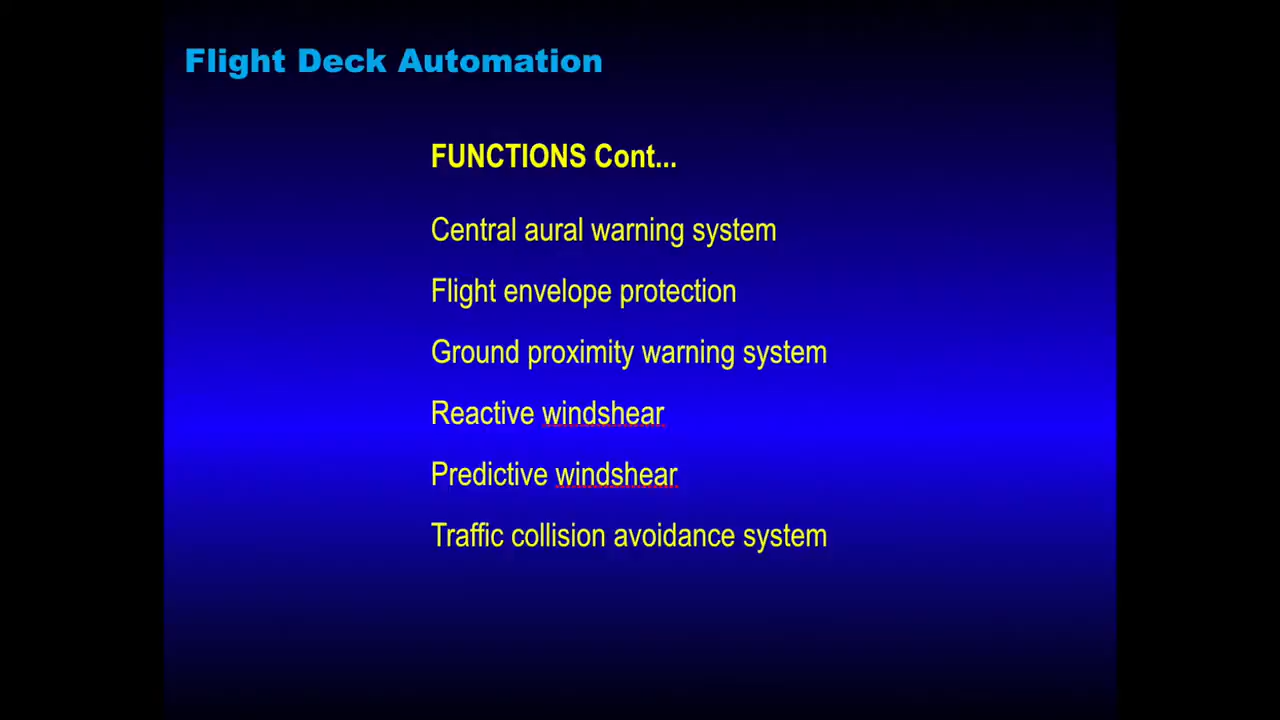 Flight Deck Automation
FUNCTIONS Cont...
Central aural warning system
Flight envelope protection
Ground proximity warning system
Reactive windshear
Predictive windshear
Traffic collision avoidance system